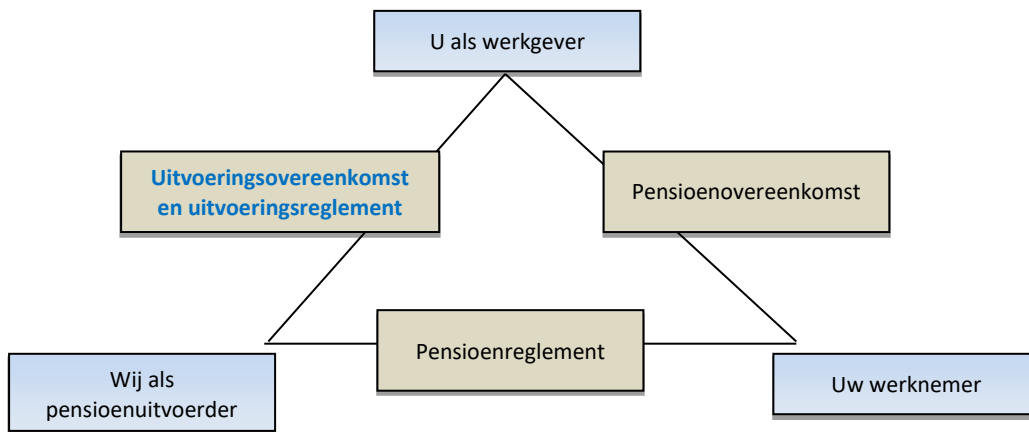 U als werkgever
Uitvoeringsovereenkomst
en uitvoeringsreglement
Pensioenovereenkomst
Pensioenreglement
Wij als
pensioenuitvoerder
Uw werknemer